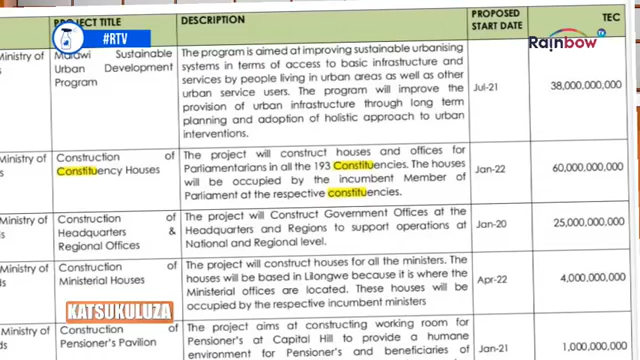 #RTV
Rainbow
TV
PROJECT TITLE
DESCRIPTION
PROPOSED
START DATE
TEC
Ministry of
Malawi Sustainable
Urban Development
Program
The program is aimed at improving sustainable urbanising
systems in terms of access to basic infrastructure and
services by people living in urban areas as well as other
urban service users. The program will improve the
provision of urban infrastructure through long term
planning and adoption of holistic approach to urban
interventions.
Jul-21
38,000,000,000
Ministry of
Construction of
Constituency Houses
The project will construct houses and offices for
Parliamentarians in all the 193 Constituencies. The houses
will be occupied by the incumbent Member of
Parliament at the respective constituencies.
Jan-22
60,000,000,000
Ministry of
ds
Construction of
Headquarters &
Regional Offices
The project will Construct Government Offices at the
Headquarters and Regions to support operations at
National and Regional level.
Jan-20
25,000,000,000
Ministry of
ds
Construction of
Ministerial Houses
The project will construct houses for all the ministers. The
houses will be based in Lilongwe because it is where the
Ministerial offices are located. These houses will be
occupied by the respective incumbent ministers
Apr-22
4,000,000,000
KATSUKULUZA
Ministry of
ds
Construction of
Pensioner's Pavilion
The project aims at constructing working room for
Pensioner's at Capital Hill to provide a humane
environment for Pensioner's and beneficiaries of
Jan-21
1,000,000,000